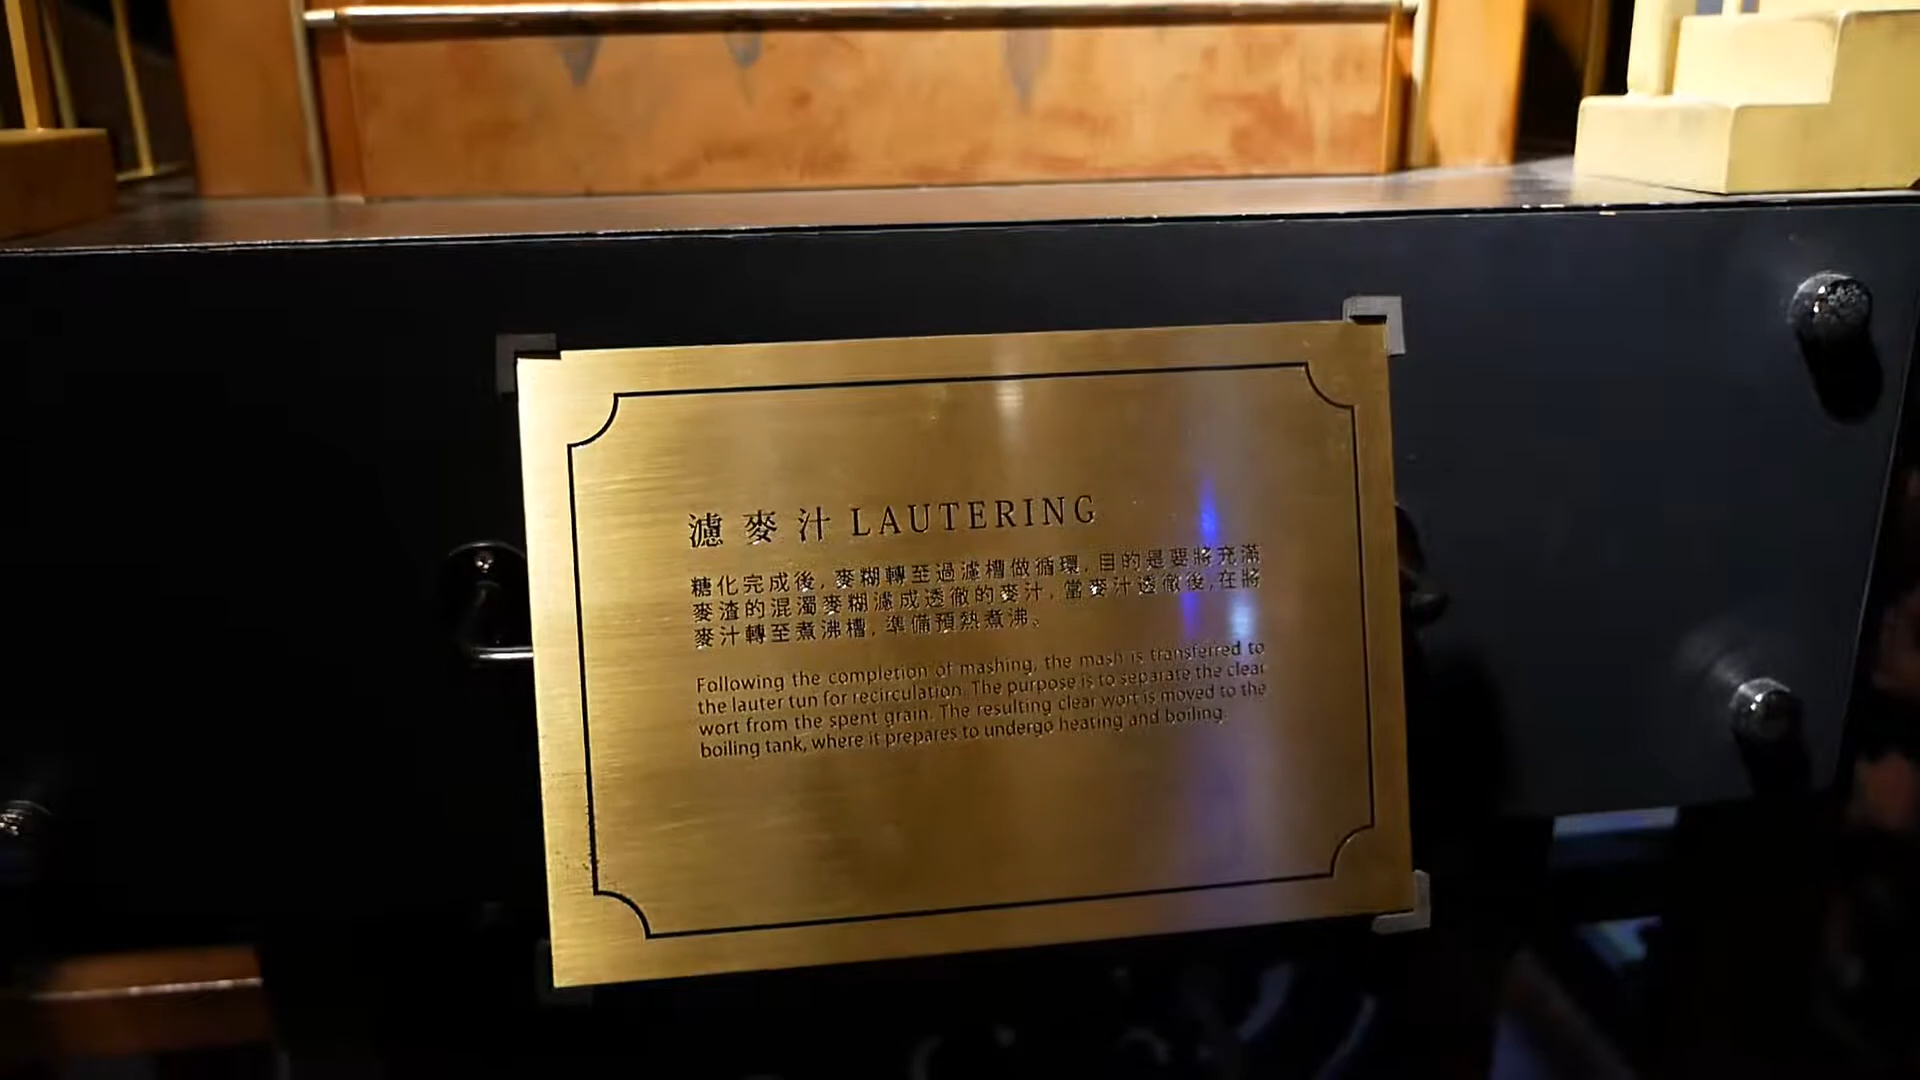 濾麥汁 LAUTERING
糖化完成後，麥糊轉至過濾槽做循環，目的是要將充滿
麥渣的混濁麥糊濾成透徹的麥汁，當麥汁透徹後，在將
麥汁轉至煮沸槽，準備預熱煮沸。
Following the completion of mashing, the mash is transferred to
the lauter tun for recirculation. The purpose is to separate the clear
wort from the spent grain. The resulting clear wort is moved to the
boiling tank, where it prepares to undergo heating and boiling.